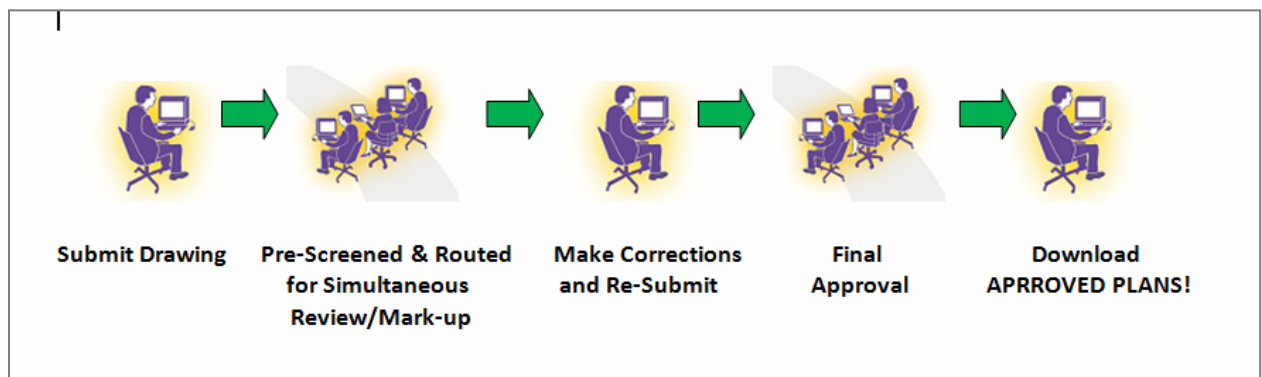 Submit Drawing
Pre-Screened & Routed
for Simultaneous
Review/Mark-up
Make Corrections
and Re-Submit
Final
Approval
Download
APRROVED PLANS!